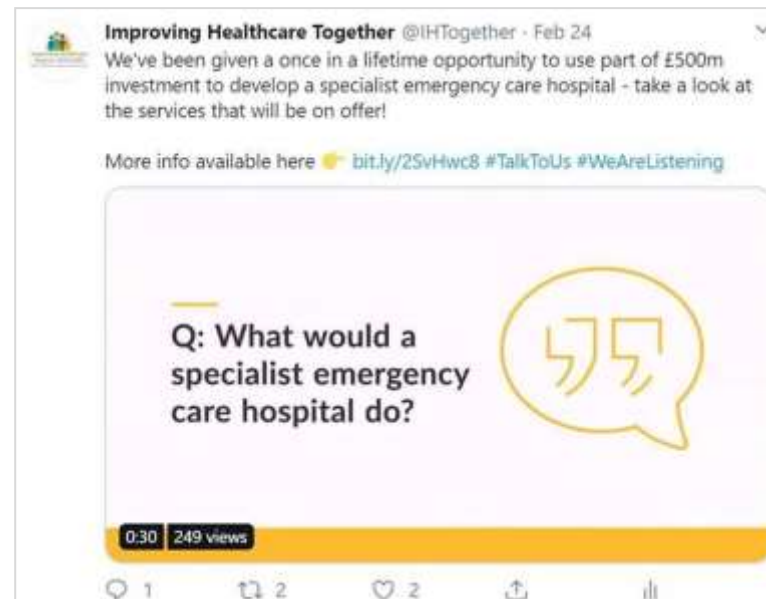 Improving Healthcare Together @IHTogether · Feb 24
We've been given a once in a lifetime opportunity to use part of £500m
investment to develop a specialist emergency care hospital - take a look at
the services that will be on offer!
More info available here 👉 bit.ly/2SvHwc8 #TalkToUs #WeAreListening
Q: What would a
specialist emergency
care hospital do?
0:30 249 views
1 2 2